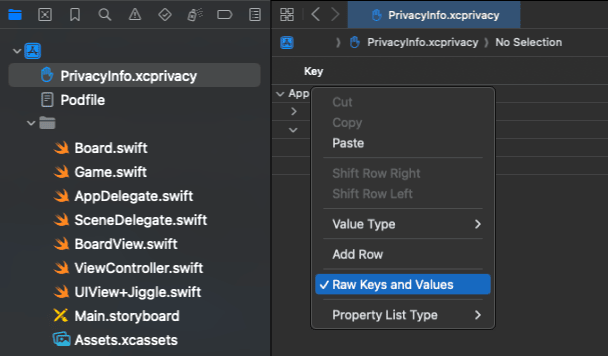 PrivacyInfo.xcprivacy
PrivacyInfo.xcprivacy 〉 No Selection
PrivacyInfo.xcprivacy
Podfile
Board.swift
Game.swift
AppDelegate.swift
SceneDelegate.swift
BoardView.swift
ViewController.swift
UIView+Jiggle.swift
Main.storyboard
Assets.xcassets
Key
App
Cut
Copy
Paste
Shift Row Right
Shift Row Left
Value Type
Add Row
✓ Raw Keys and Values
Property List Type